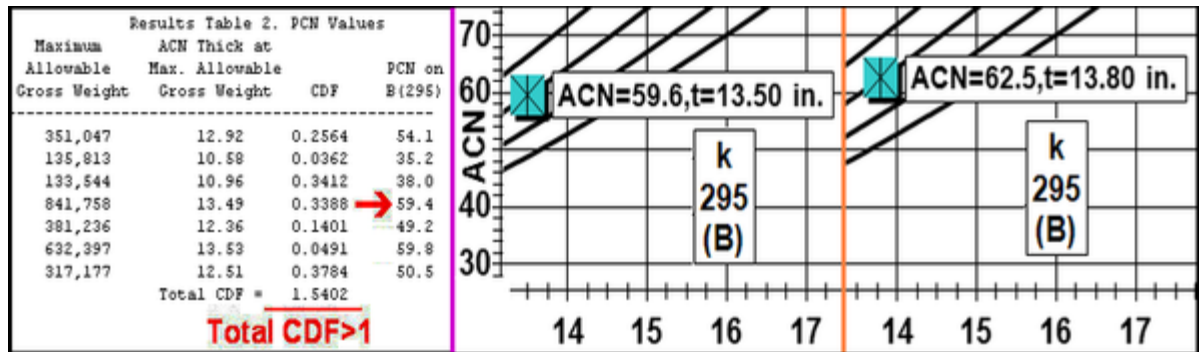 Results Table 2. PCN Values
Maximum ACN Thick at
Allowable Max. Allowable PCN on
Gross Weight Gross Weight CDF B(295)
351,047 12.92 0.2564 54.1
135,813 10.58 0.0362 35.2
133,544 10.96 0.3412 38.0
841,758 13.49 0.3388 59.4
381,236 12.36 0.1401 49.2
632,397 13.53 0.0491 59.8
317,177 12.51 0.3784 50.5
Total CDF = 1.5402
Total CDF>1
70
60
40
30
ACN
ACN=59.6,t=13.50 in.
k
295
(B)
14 15 16 17
ACN=62.5,t=13.80 in.
k
295
(B)
14 15 16 17